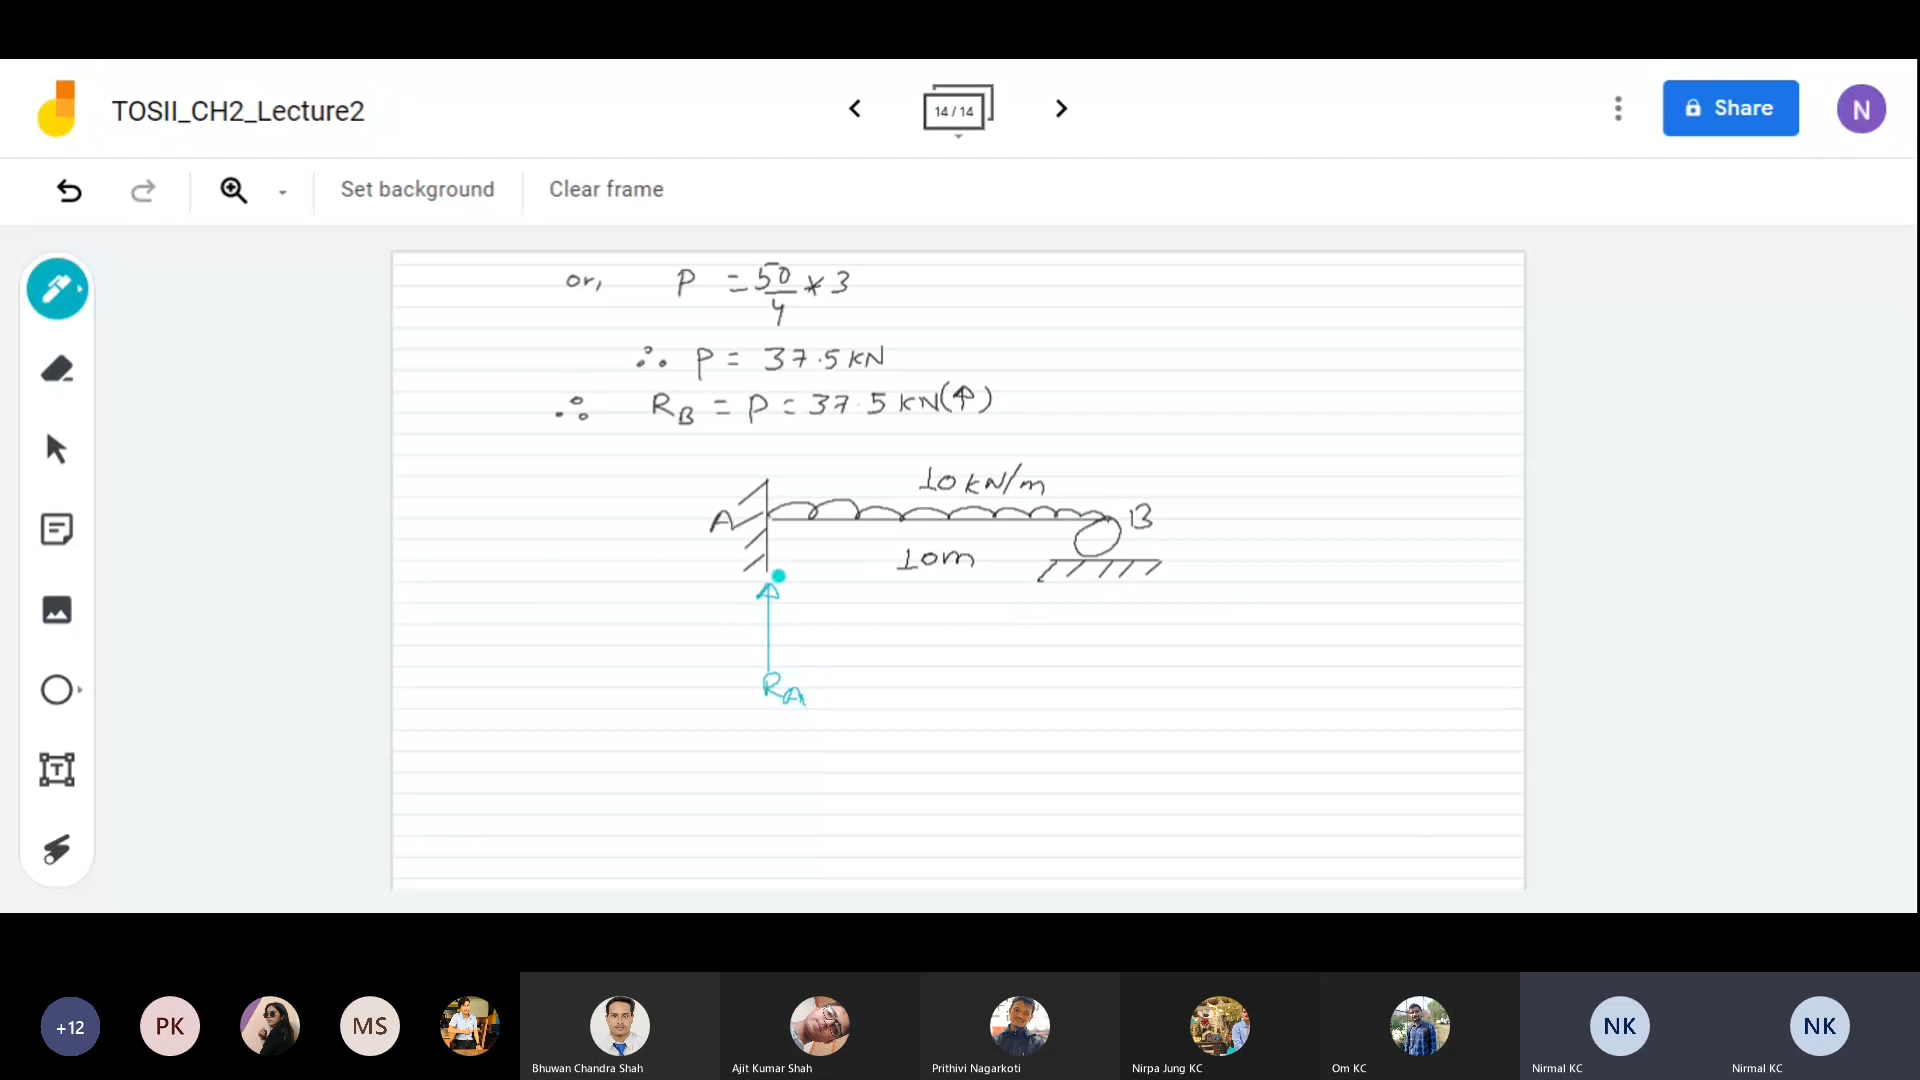 TOSII_CH2_Lecture2
14 / 14
Share
N
Set background
Clear frame
or, P = 50/4 * 3
∴ P = 37.5 KN
∴ RB = P = 37.5 KN(↑)
10 kN/m
A
B
10m
RA
+12
PK
MS
NK
NK
Bhuwan Chandra Shah
Ajit Kumar Shah
Prithivi Nagarkoti
Nirpa Jung KC
Om KC
Nirmal KC
Nirmal KC